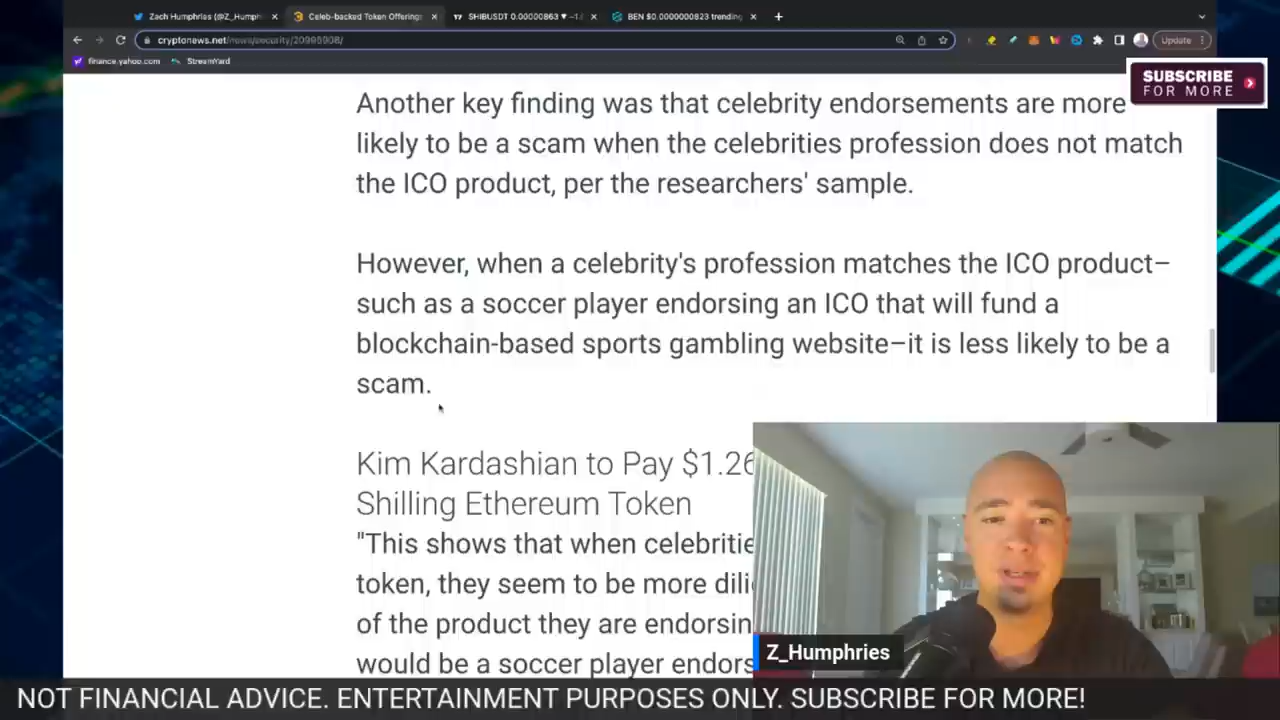 Zach Humphries (@Z_Humph
Celeb-backed Token Offering
SHIBUSDT 0.00000863 ▼ −1.
BEN $0.0000000823 trending
cryptonews.net/news/security/20995908/
Update
finance.yahoo.com
StreamYard
SUBSCRIBE
FOR MORE
Another key finding was that celebrity endorsements are more
likely to be a scam when the celebrities profession does not match
the ICO product, per the researchers' sample.
However, when a celebrity's profession matches the ICO product–
such as a soccer player endorsing an ICO that will fund a
blockchain-based sports gambling website–it is less likely to be a
scam.
Kim Kardashian to Pay $1.26
Shilling Ethereum Token
"This shows that when celebritie
token, they seem to be more dili
of the product they are endorsin
would be a soccer player endors
Z_Humphries
NOT FINANCIAL ADVICE. ENTERTAINMENT PURPOSES ONLY. SUBSCRIBE FOR MORE!